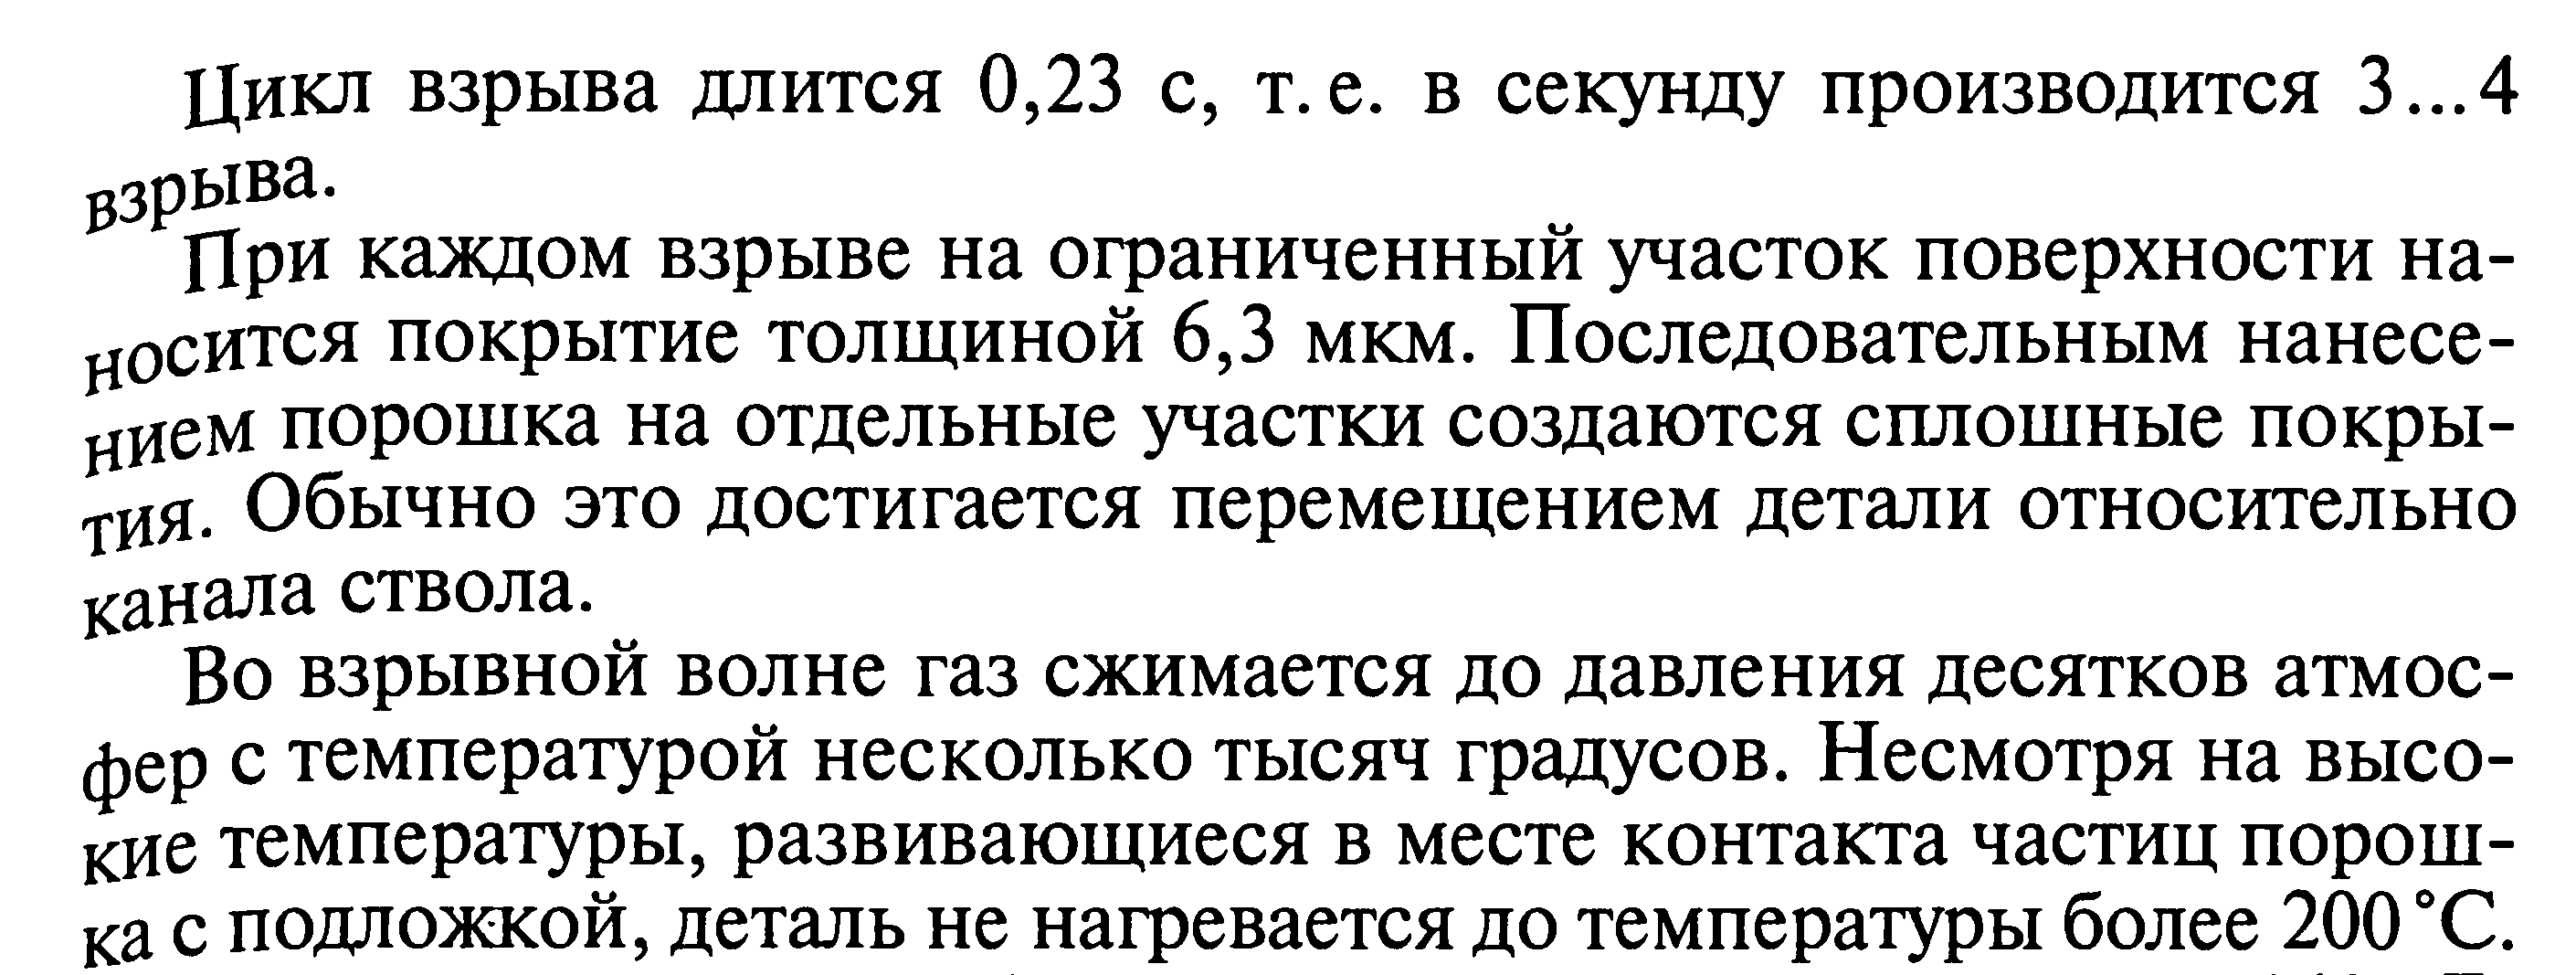 Цикл взрыва длится 0,23 с, т. е. в секунду производится 3...4
взрыва.
При каждом взрыве на ограниченный участок поверхности на-
носится покрытие толщиной 6,3 мкм. Последовательным нанесе-
нием порошка на отдельные участки создаются сплошные покры-
тия. Обычно это достигается перемещением детали относительно
канала ствола.
Во взрывной волне газ сжимается до давления десятков атмос-
фер с температурой несколько тысяч градусов. Несмотря на высо-
кие температуры, развивающиеся в месте контакта частиц порош-
ка с подложкой, деталь не нагревается до температуры более 200 °С.